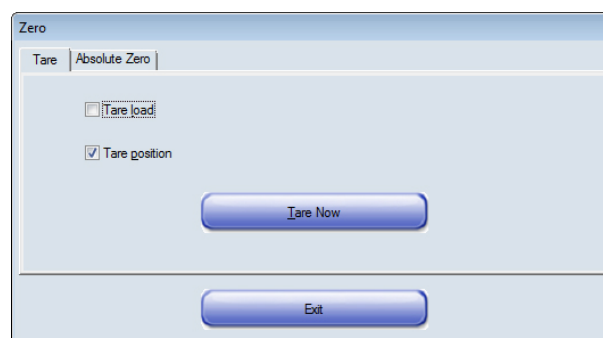 Zero
Tare Absolute Zero
Tare load
Tare position
Tare Now
Exit